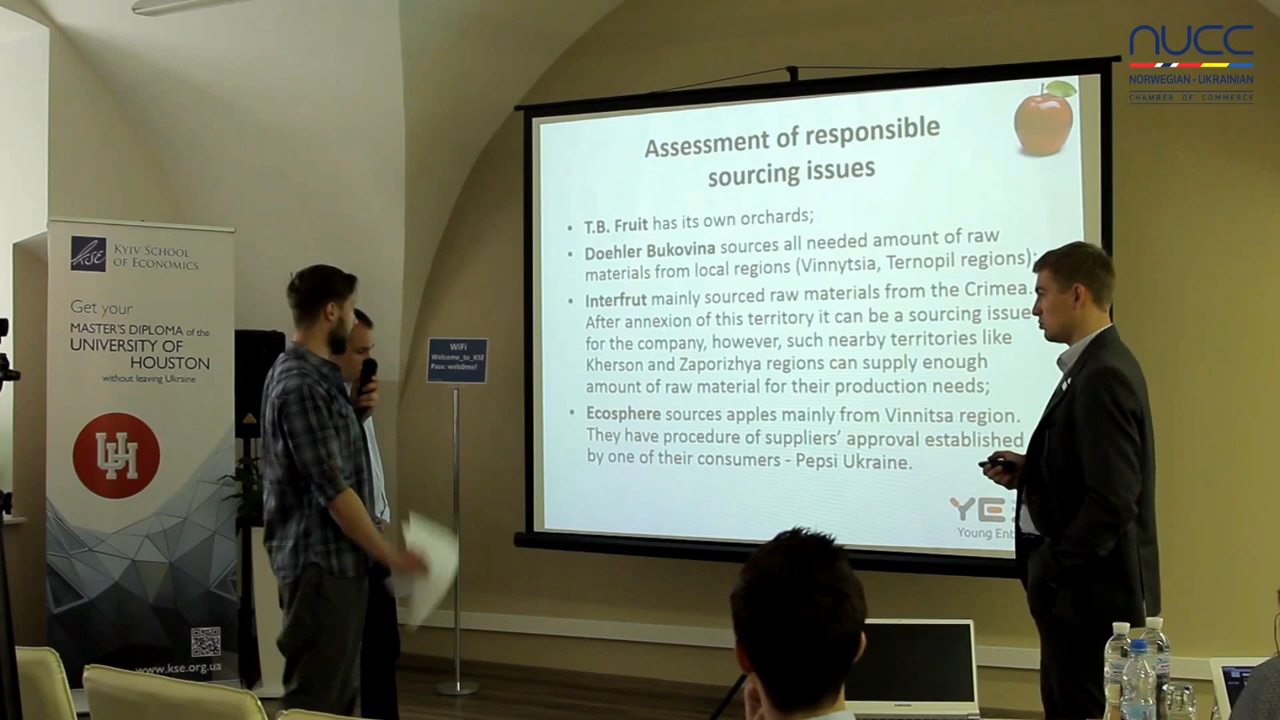 NUCC
NORWEGIAN - UKRAINIAN
CHAMBER OF COMMERCE
Assessment of responsible
sourcing issues
• T.B. Fruit has its own orchards;
• Doehler Bukovina sources all needed amount of raw
materials from local regions (Vinnytsia, Ternopil regions);
• Interfrut mainly sourced raw materials from the Crimea.
After annexion of this territory it can be a sourcing issue
for the company, however, such nearby territories like
Kherson and Zaporizhya regions can supply enough
amount of raw material for their production needs;
• Ecosphere sources apples mainly from Vinnitsa region.
They have procedure of suppliers' approval established
by one of their consumers - Pepsi Ukraine.
YE
Young Ent
KSE
KYIV SCHOOL
OF ECONOMICS
Get your
MASTER'S DIPLOMA of the
UNIVERSITY OF
HOUSTON
without leaving Ukraine
UH
www.kse.org.ua
WiFi
Welcome_to_KSE
Pass: welc0me!